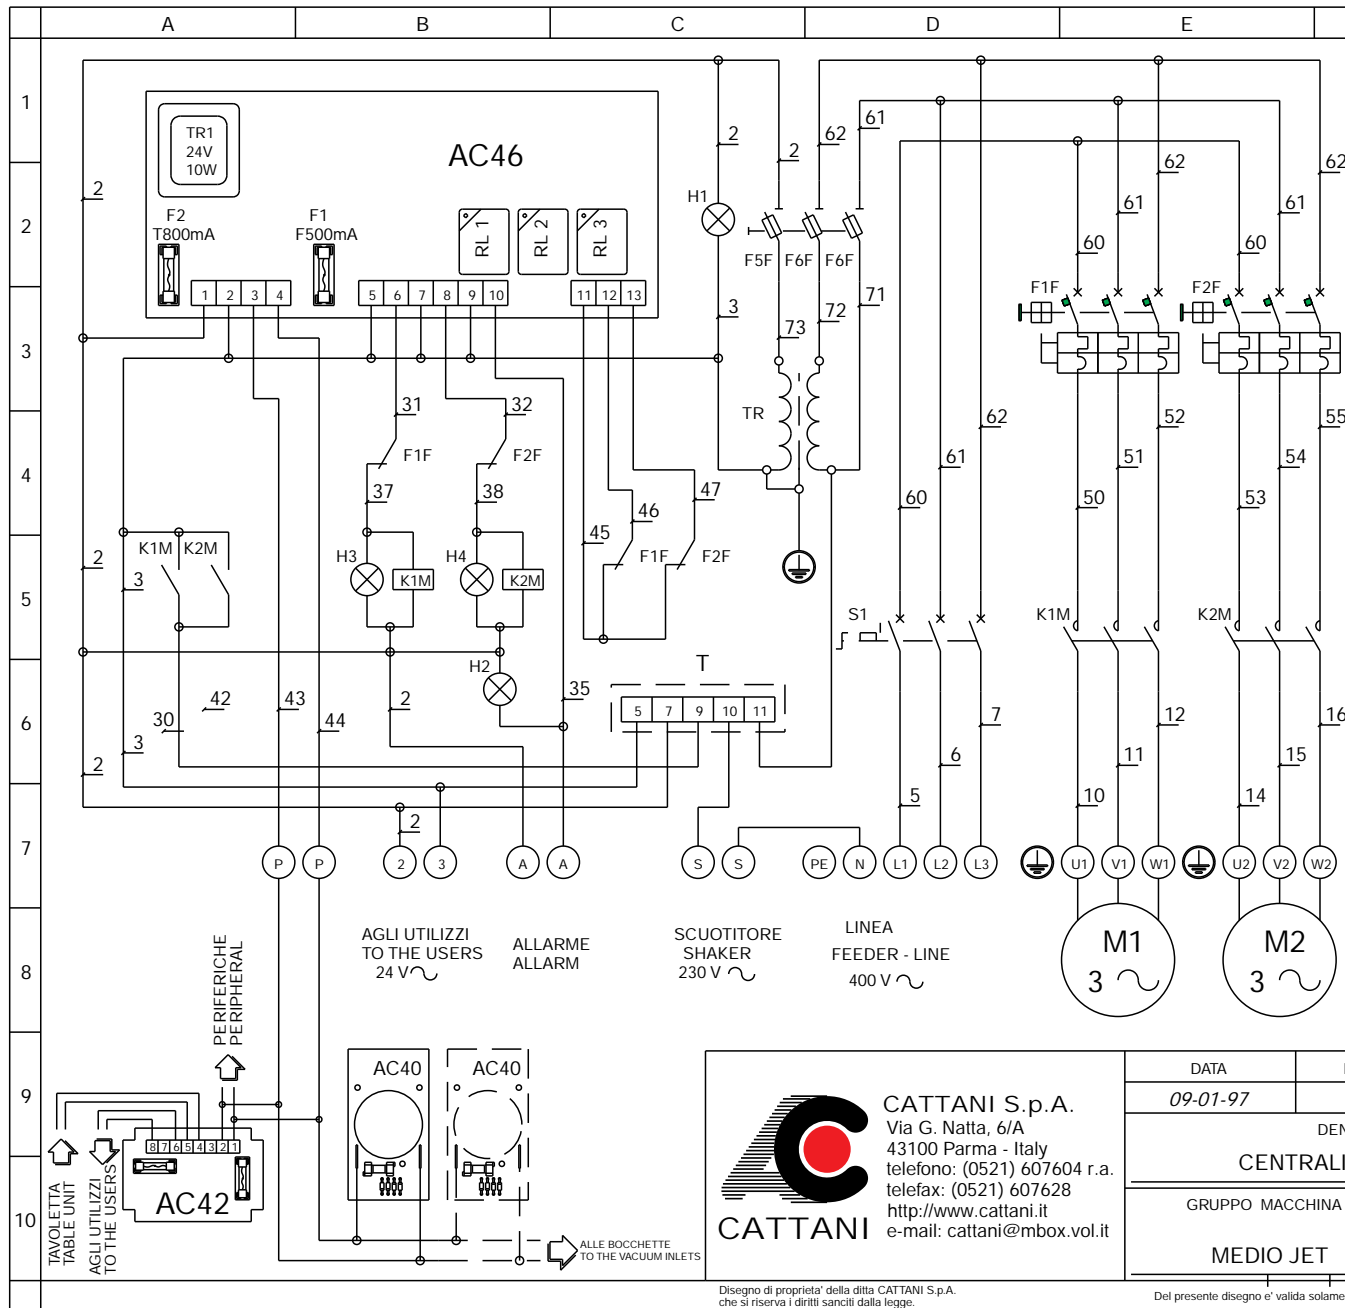 A B C D E
1
2
3
4
5
6
7
8
9
10
TR1
24V
10W
AC46
F2
T800mA
F1
F500mA
RL 1
RL 2
RL 3
1 2 3 4
5 6 7 8 9 10
11 12 13
2
2
2
62
61
62
61
60
62
61
60
H1
F5F F6F F6F
3
73
72
71
F1F
F2F
TR
31
32
F1F
F2F
37
38
45
46
47
F1F
F2F
62
61
60
52
51
50
55
54
53
K1M K2M
2
3
H3
K1M
H4
K2M
S1
K1M
K2M
H2
T
5 7 9 10 11
42
30
43
44
2
35
3
2
7
6
5
12
11
10
16
15
14
2
P P 2 3 A A S S PE N L1 L2 L3 U1 V1 W1 U2 V2 W2
AGLI UTILIZZI
TO THE USERS
24 V
ALLARME
ALLARM
SCUOTITORE
SHAKER
230 V
LINEA
FEEDER - LINE
400 V
M1
3
M2
3
PERIFERICHE
PERIPHERAL
AC40
AC40
8 7 6 5 4 3 2 1
AC42
TAVOLETTA
TABLE UNIT
AGLI UTILIZZI
TO THE USERS
ALLE BOCCHETTE
TO THE VACUUM INLETS
CATTANI
CATTANI S.p.A.
Via G. Natta, 6/A
43100 Parma - Italy
telefono: (0521) 607604 r.a.
telefax: (0521) 607628
http://www.cattani.it
e-mail: cattani@mbox.vol.it
DATA
09-01-97
DEN
CENTRALI
GRUPPO MACCHINA
MEDIO JET
Disegno di proprieta' della ditta CATTANI S.p.A.
che si riserva i diritti sanciti dalla legge.
Del presente disegno e' valida solame